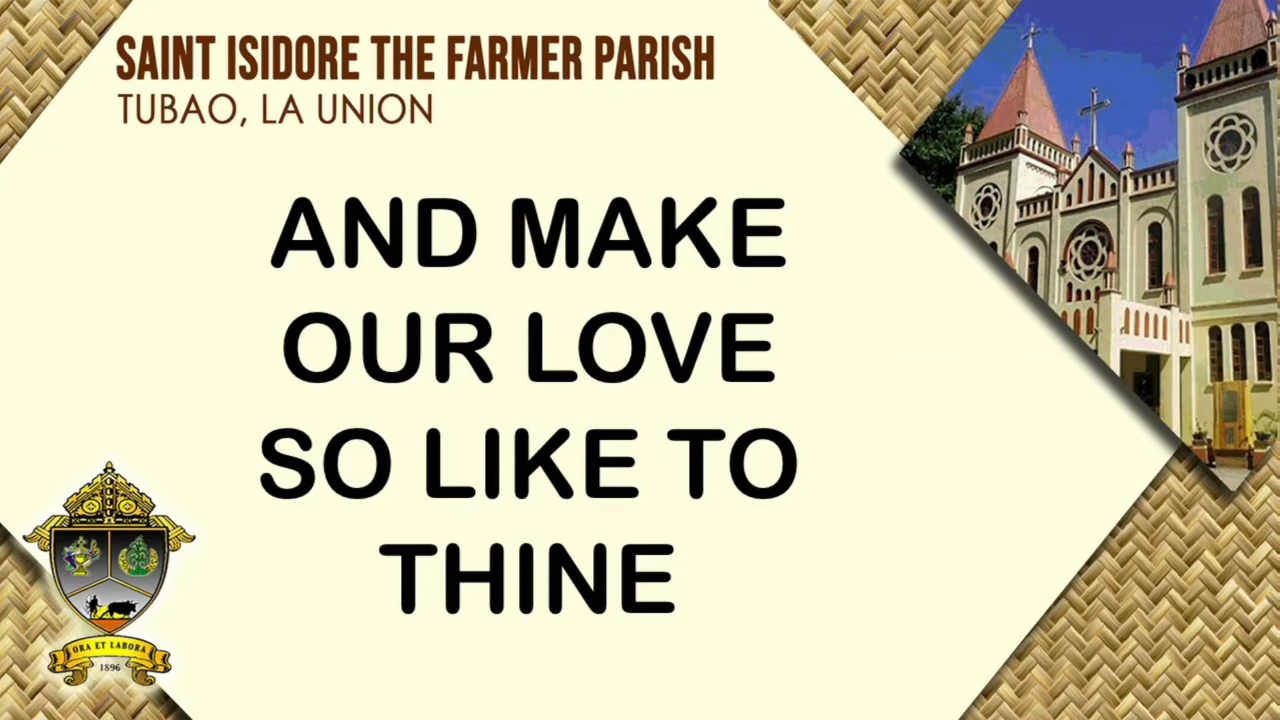 SAINT ISIDORE THE FARMER PARISH
TUBAO, LA UNION
AND MAKE
OUR LOVE
SO LIKE TO
THINE
ORA ET LABORA
1896